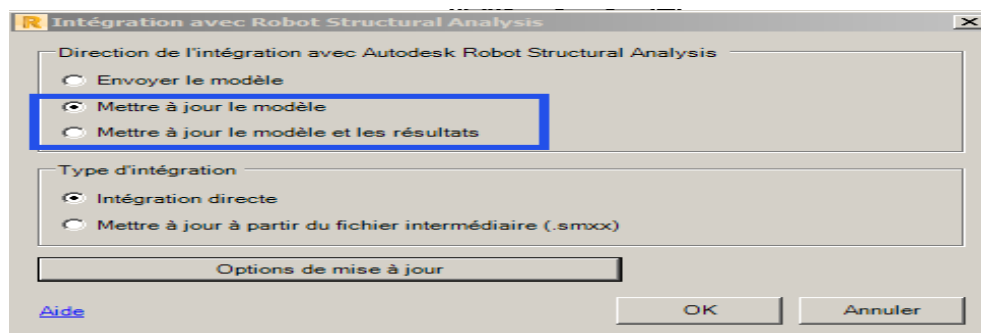 Intégration avec Robot Structural Analysis
Direction de l'intégration avec Autodesk Robot Structural Analysis
Envoyer le modèle
Mettre à jour le modèle
Mettre à jour le modèle et les résultats
Type d'intégration
Intégration directe
Mettre à jour à partir du fichier intermédiaire (.smxx)
Options de mise à jour
Aide
OK
Annuler